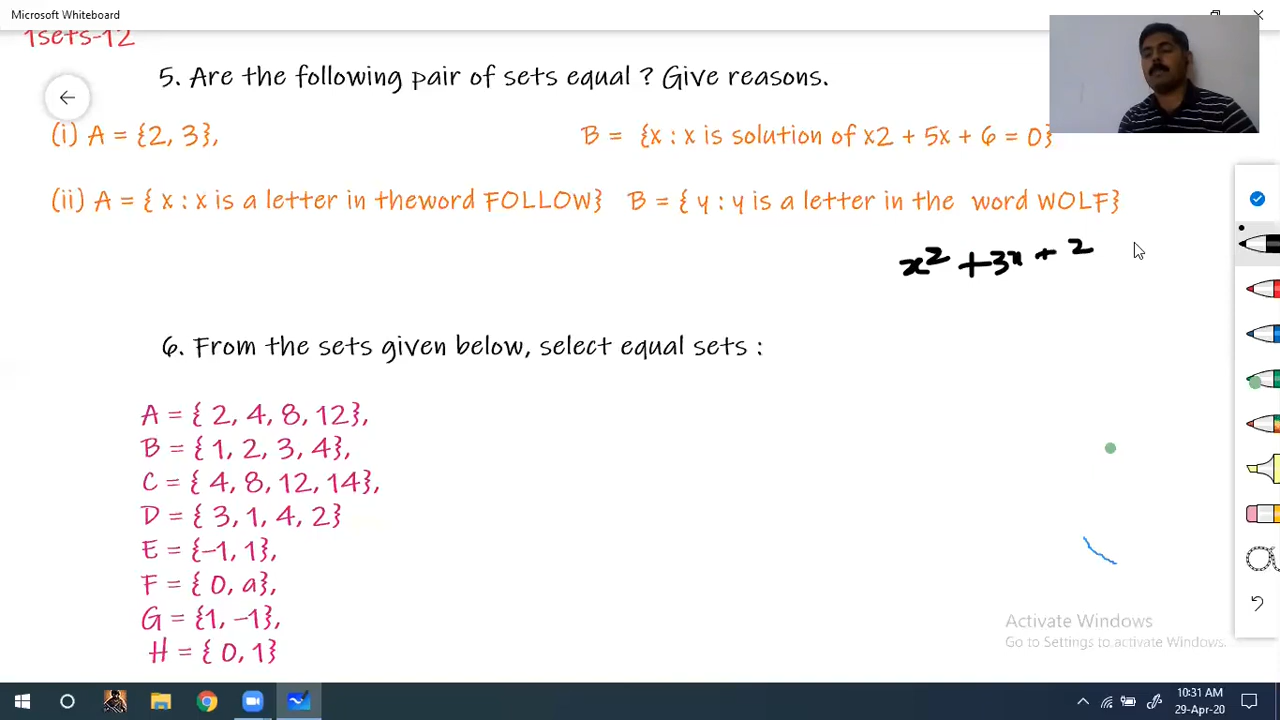 Microsoft Whiteboard
1sets-12
5. Are the following pair of sets equal ? Give reasons.
(i) A = {2, 3}, B = {x : x is solution of x2 + 5x + 6 = 0}
(ii) A = { x : x is a letter in theword FOLLOW} B = { y : y is a letter in the word WOLF}
x² + 3x + 2
6. From the sets given below, select equal sets :
A = { 2, 4, 8, 12},
B = {1, 2, 3, 4},
C = { 4, 8, 12, 14},
D = { 3, 1, 4, 2}
E = {–1, 1},
F = { 0, a},
G = {1, –1},
H = { 0, 1}
Activate Windows
Go to Settings to activate Windows.
10:31 AM
29-Apr-20